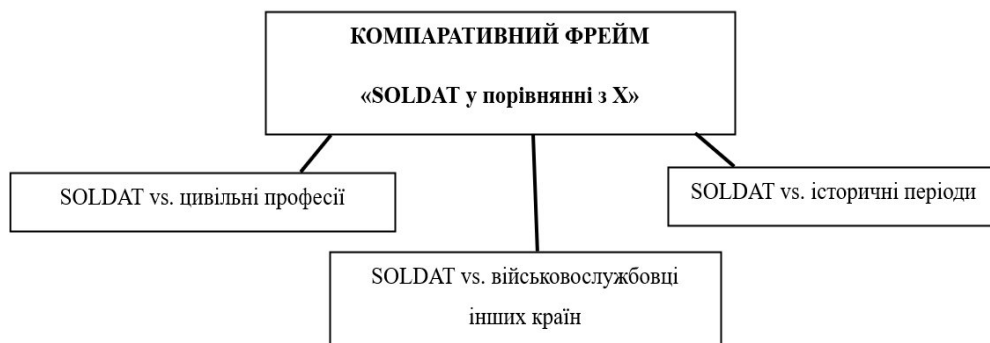 КОМПАРАТИВНИЙ ФРЕЙМ
«SOLDAT у порівнянні з X»
SOLDAT vs. цивільні професії
SOLDAT vs. історичні періоди
SOLDAT vs. військовослужбовці
інших країн